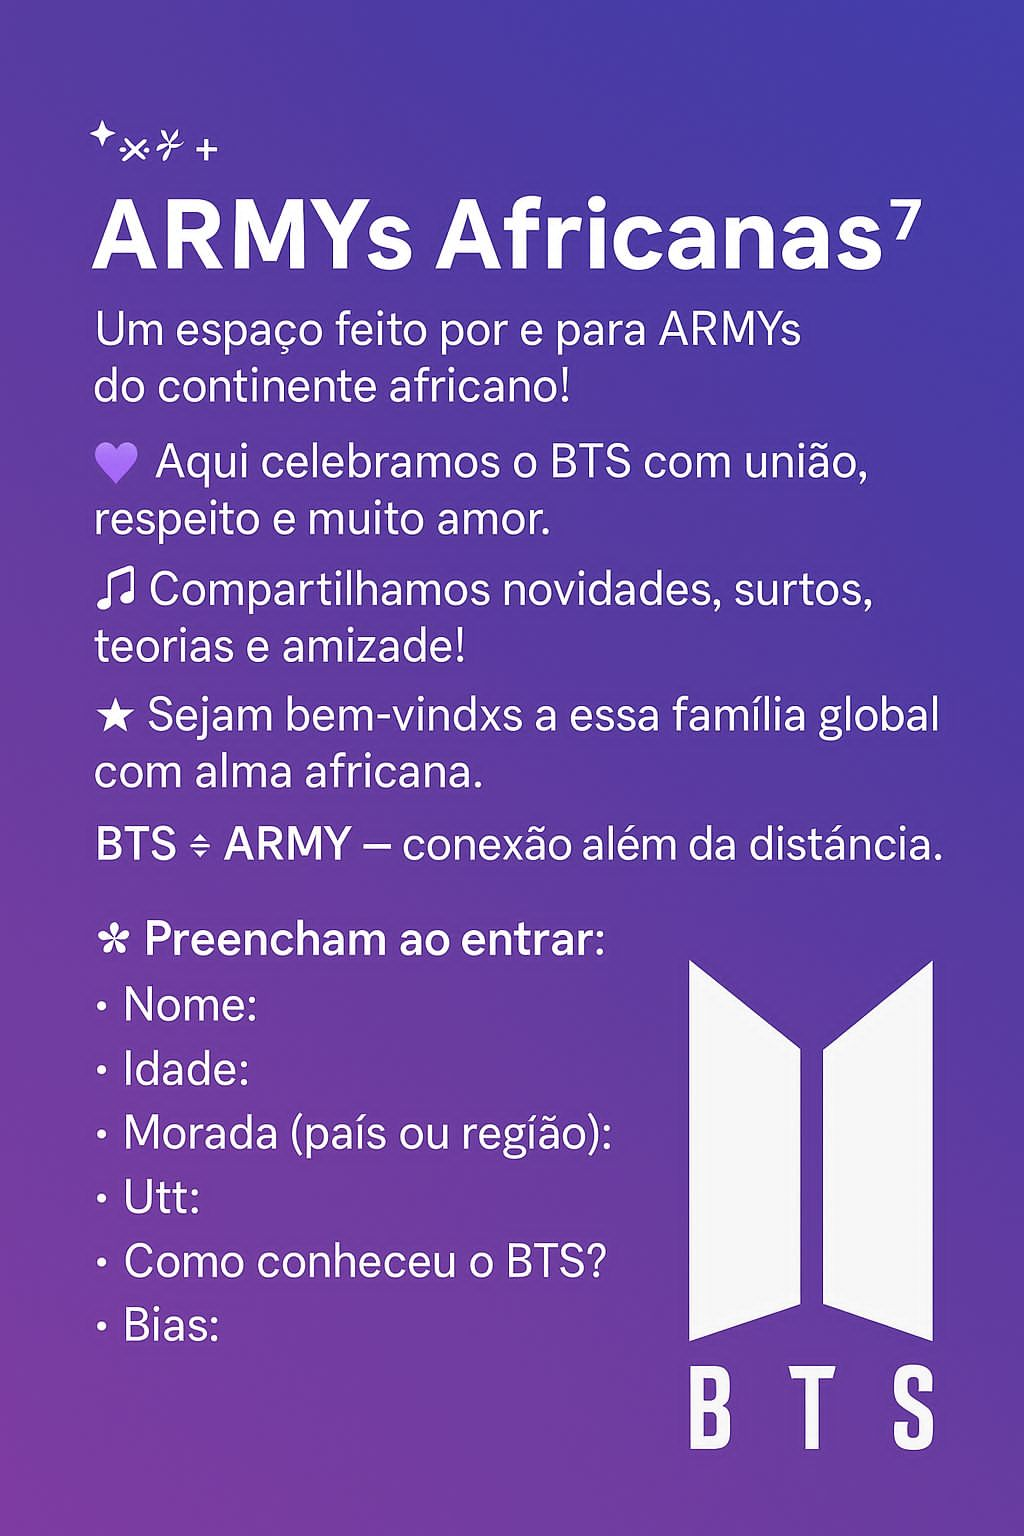 ARMYs Africanas⁷
Um espaço feito por e para ARMYs
do continente africano!
💜 Aqui celebramos o BTS com união,
respeito e muito amor.
♫ Compartilhamos novidades, surtos,
teorias e amizade!
★ Sejam bem-vindxs a essa família global
com alma africana.
BTS ÷ ARMY — conexão além da distáncia.
✽ Preencham ao entrar:
• Nome:
• Idade:
• Morada (país ou regíão):
• Utt:
• Como conheceu o BTS?
• Bias:
BTS